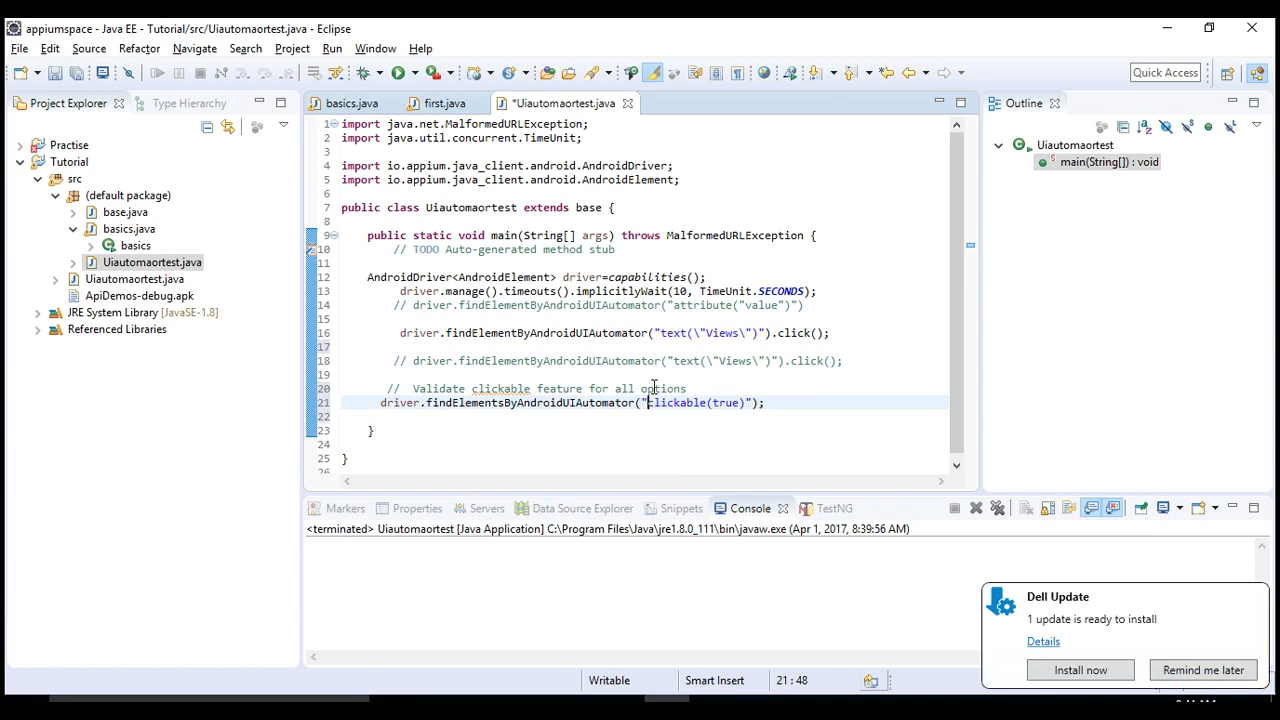 appiumspace - Java EE - Tutorial/src/Uiautomaortest.java - Eclipse
File Edit Source Refactor Navigate Search Project Run Window Help
Quick Access
Project Explorer
Type Hierarchy
basics.java
first.java
*Uiautomaortest.java
Outline
Practise
Tutorial
src
(default package)
base.java
basics.java
basics
Uiautomaortest.java
Uiautomortest.java
ApiDemos-debug.apk
JRE System Library [JavaSE-1.8]
Referenced Libraries
1 import java.net.MalformedURLException;
2 import java.util.concurrent.TimeUnit;
3
4 import io.appium.java_client.android.AndroidDriver;
5 import io.appium.java_client.android.AndroidElement;
6
7 public class Uiautomaortest extends base {
8
9 public static void main(String[] args) throws MalformedURLException {
10 // TODO Auto-generated method stub
11
12 AndroidDriver<AndroidElement> driver=capabilities();
13 driver.manage().timeouts().implicitlyWait(10, TimeUnit.SECONDS);
14 // driver.findElementByAndroidUIAutomator("attribute("value")")
15
16 driver.findElementByAndroidUIAutomator("text(\"Views\")").click();
17
18 // driver.findElementByAndroidUIAutomator("text(\"Views\")").click();
19
20 // Validate clickable feature for all options
21 driver.findElementsByAndroidUIAutomator("clickable(true)");
22
23 }
24
25 }
26
Uiautomaortest
main(String[]) : void
Markers
Properties
Servers
Data Source Explorer
Snippets
Console
TestNG
<terminated> Uiautomaortest [Java Application] C:\Program Files\Java\jre1.8.0_111\bin\javaw.exe (Apr 1, 2017, 8:39:56 AM)
Dell Update
1 update is ready to install
Details
Install now
Remind me later
Writable
Smart Insert
21 : 48